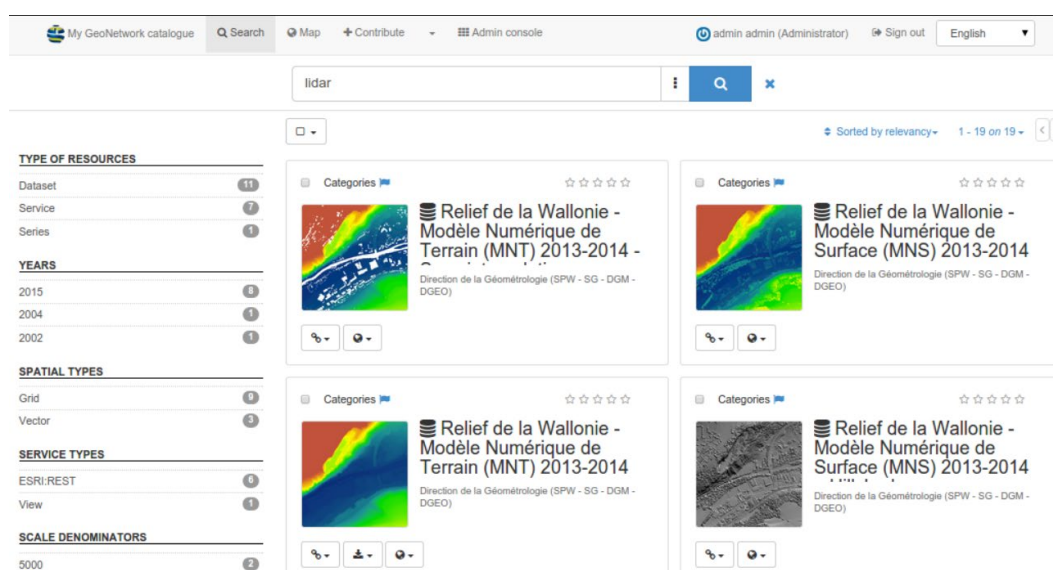 My GeoNetwork catalogue Search Map Contribute Admin console admin admin (Administrator) Sign out English
lidar
Sorted by relevancy 1 - 19 on 19
TYPE OF RESOURCES
Dataset 11
Service 7
Series 1
YEARS
2015 8
2004 1
2002 1
SPATIAL TYPES
Grid 9
Vector 3
SERVICE TYPES
ESRI:REST 6
View 1
SCALE DENOMINATORS
5000 2
Categories
Relief de la Wallonie -
Modèle Numérique de
Terrain (MNT) 2013-2014 -
Direction de la Géométrologie (SPW - SG - DGM -
DGEO)
Categories
Relief de la Wallonie -
Modèle Numérique de
Surface (MNS) 2013-2014
Direction de la Géométrologie (SPW - SG - DGM -
DGEO)
Categories
Relief de la Wallonie -
Modèle Numérique de
Terrain (MNT) 2013-2014
Direction de la Géométrologie (SPW - SG - DGM -
DGEO)
Categories
Relief de la Wallonie -
Modèle Numérique de
Surface (MNS) 2013-2014
Direction de la Géométrologie (SPW - SG - DGM -
DGEO)